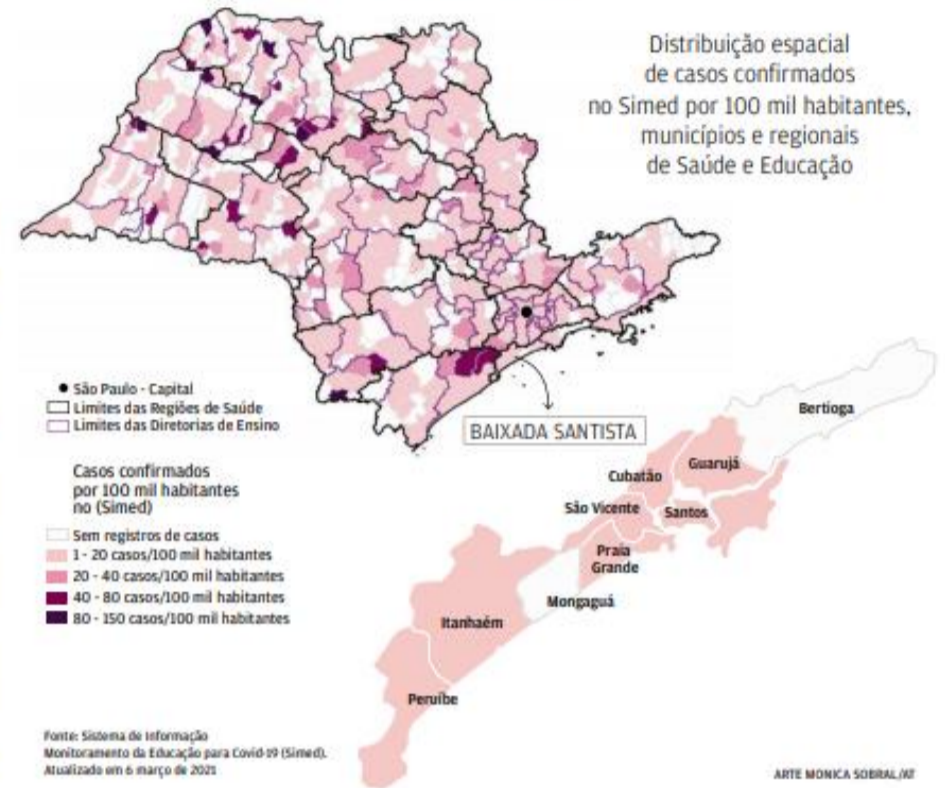 Distribuição espacial
de casos confirmados
no Simed por 100 mil habitantes,
municípios e regionais
de Saúde e Educação
São Paulo - Capital
Limites das Regiões de Saúde
Limites das Diretorias de Ensino
BAIXADA SANTISTA
Casos confirmados
por 100 mil habitantes
no (Simed)
Sem registros de casos
1 - 20 casos/100 mil habitantes
20 - 40 casos/100 mil habitantes
40 - 80 casos/100 mil habitantes
80 - 150 casos/100 mil habitantes
Bertioga
Guarujá
Cubatão
São Vicente
Santos
Praia
Grande
Mongaguá
Itanhaém
Peruíbe
Fonte: Sistema de Informação
Monitoramento da Educação para Covid-19 (Simed).
Atualizado em 6 março de 2021
ARTE MONICA SOBRAL/AT